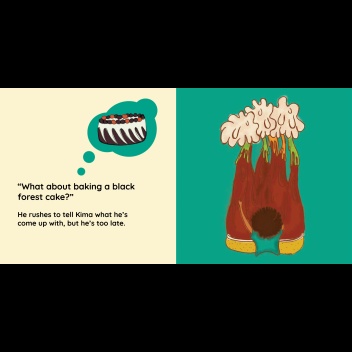 “What about baking a black
forest cake?”
He rushes to tell Kima what he’s
come up with, but he’s too late.